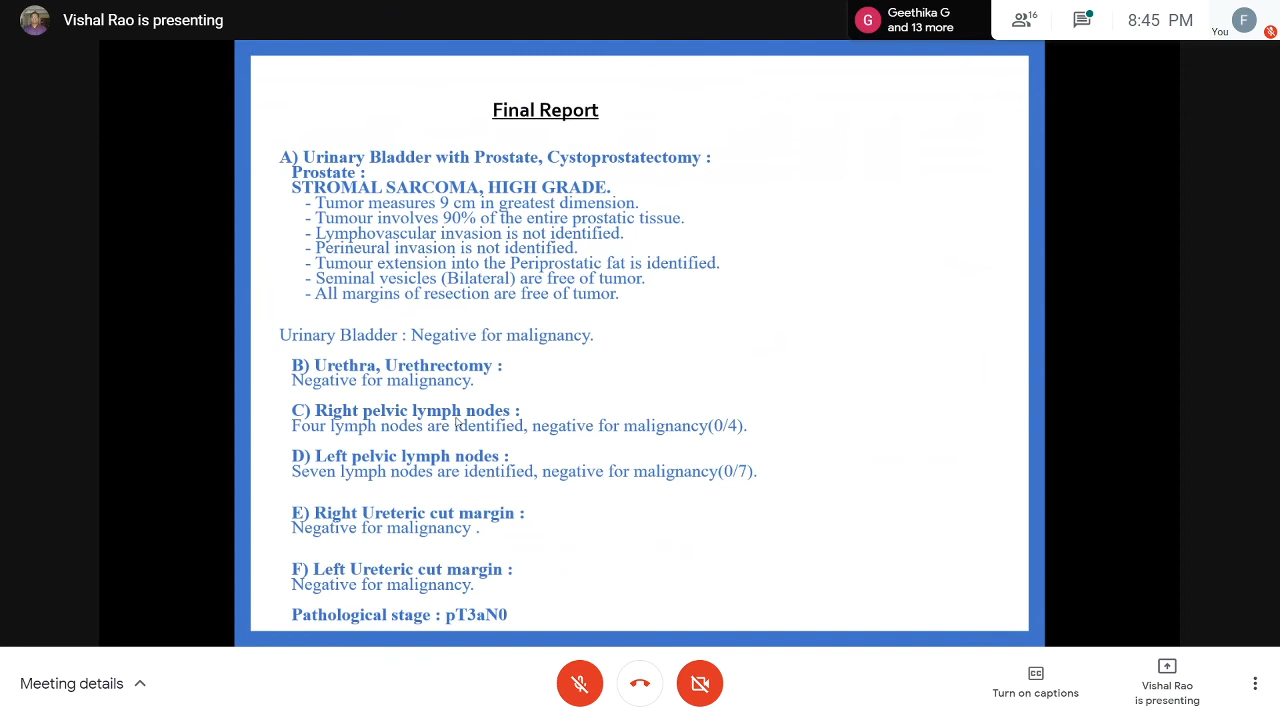 Vishal Rao is presenting
G
Geethika G
and 13 more
16
8:45 PM
You
F
Final Report
A) Urinary Bladder with Prostate, Cystoprostatectomy :
Prostate :
STROMAL SARCOMA, HIGH GRADE.
- Tumor measures 9 cm in greatest dimension.
- Tumour involves 90% of the entire prostatic tissue.
- Lymphovascular invasion is not identified.
- Perineural invasion is not identified.
- Tumour extension into the Periprostatic fat is identified.
- Seminal vesicles (Bilateral) are free of tumor.
- All margins of resection are free of tumor.
Urinary Bladder : Negative for malignancy.
B) Urethra, Urethrectomy :
Negative for malignancy.
C) Right pelvic lymph nodes :
Four lymph nodes are identified, negative for malignancy(0/4).
D) Left pelvic lymph nodes :
Seven lymph nodes are identified, negative for malignancy(0/7).
E) Right Ureteric cut margin :
Negative for malignancy .
F) Left Ureteric cut margin :
Negative for malignancy.
Pathological stage : pT3aN0
Meeting details
CC
Turn on captions
Vishal Rao
is presenting